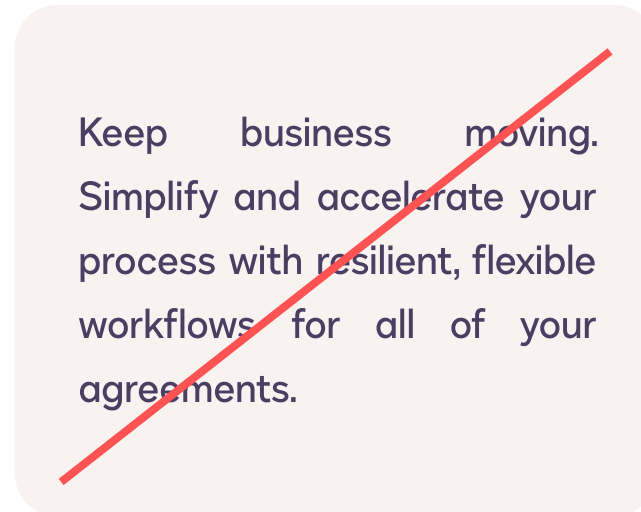 Keep business moving.
Simplify and accelerate your
process with resilient, flexible
workflows for all of your
agreements.